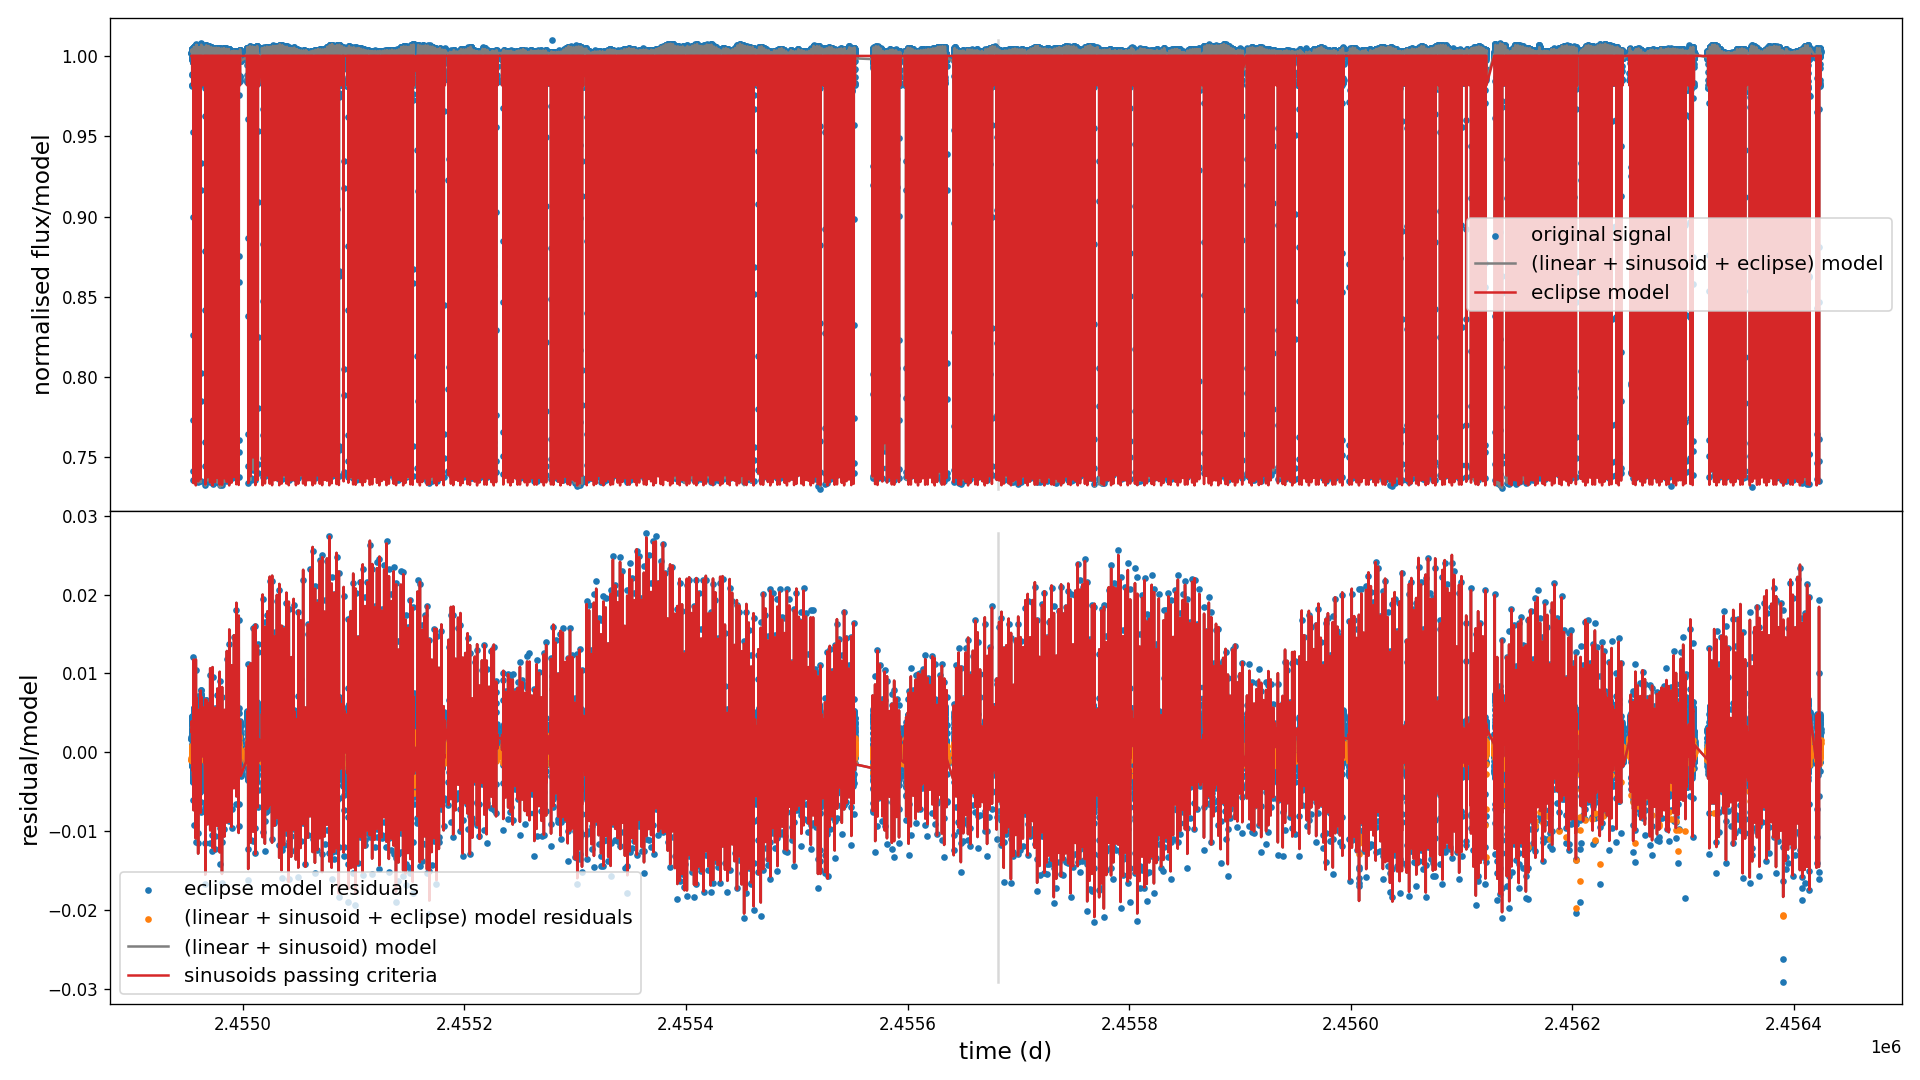 1.00
0.95
0.90
0.85
0.80
0.75
normalised flux/model
original signal
(linear + sinusoid + eclipse) model
eclipse model
0.03
0.02
0.01
0.00
−0.01
−0.02
−0.03
residual/model
eclipse model residuals
(linear + sinusoid + eclipse) model residuals
(linear + sinusoid) model
sinusoids passing criteria
2.4550 2.4552 2.4554 2.4556 2.4558 2.4560 2.4562 2.4564
time (d)
1e6